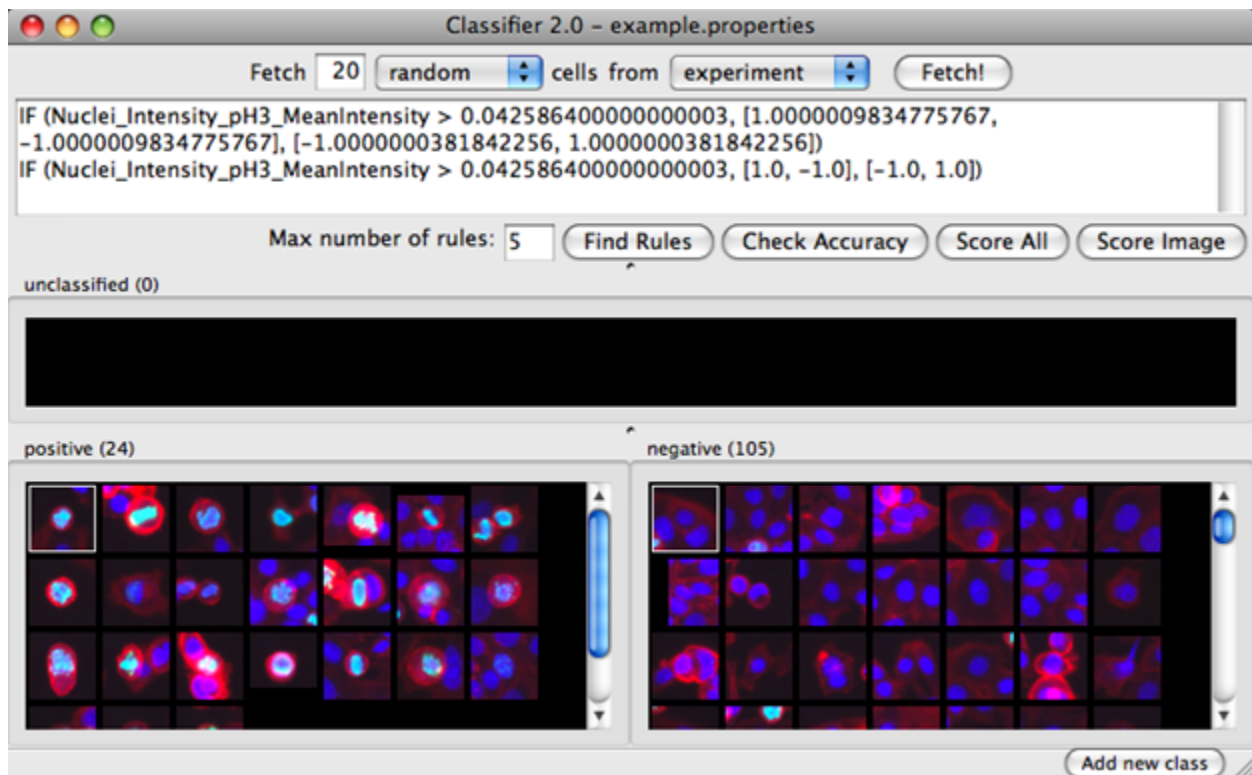 Classifier 2.0 – example.properties
Fetch 20 random cells from experiment Fetch!
IF (Nuclei_Intensity_pH3_MeanIntensity > 0.042586400000000003, [1.0000009834775767,
-1.0000009834775767], [-1.0000000381842256, 1.0000000381842256])
IF (Nuclei_Intensity_pH3_MeanIntensity > 0.042586400000000003, [1.0, -1.0], [-1.0, 1.0])
Max number of rules: 5 Find Rules Check Accuracy Score All Score Image
unclassified (0)
positive (24)
negative (105)
Add new class